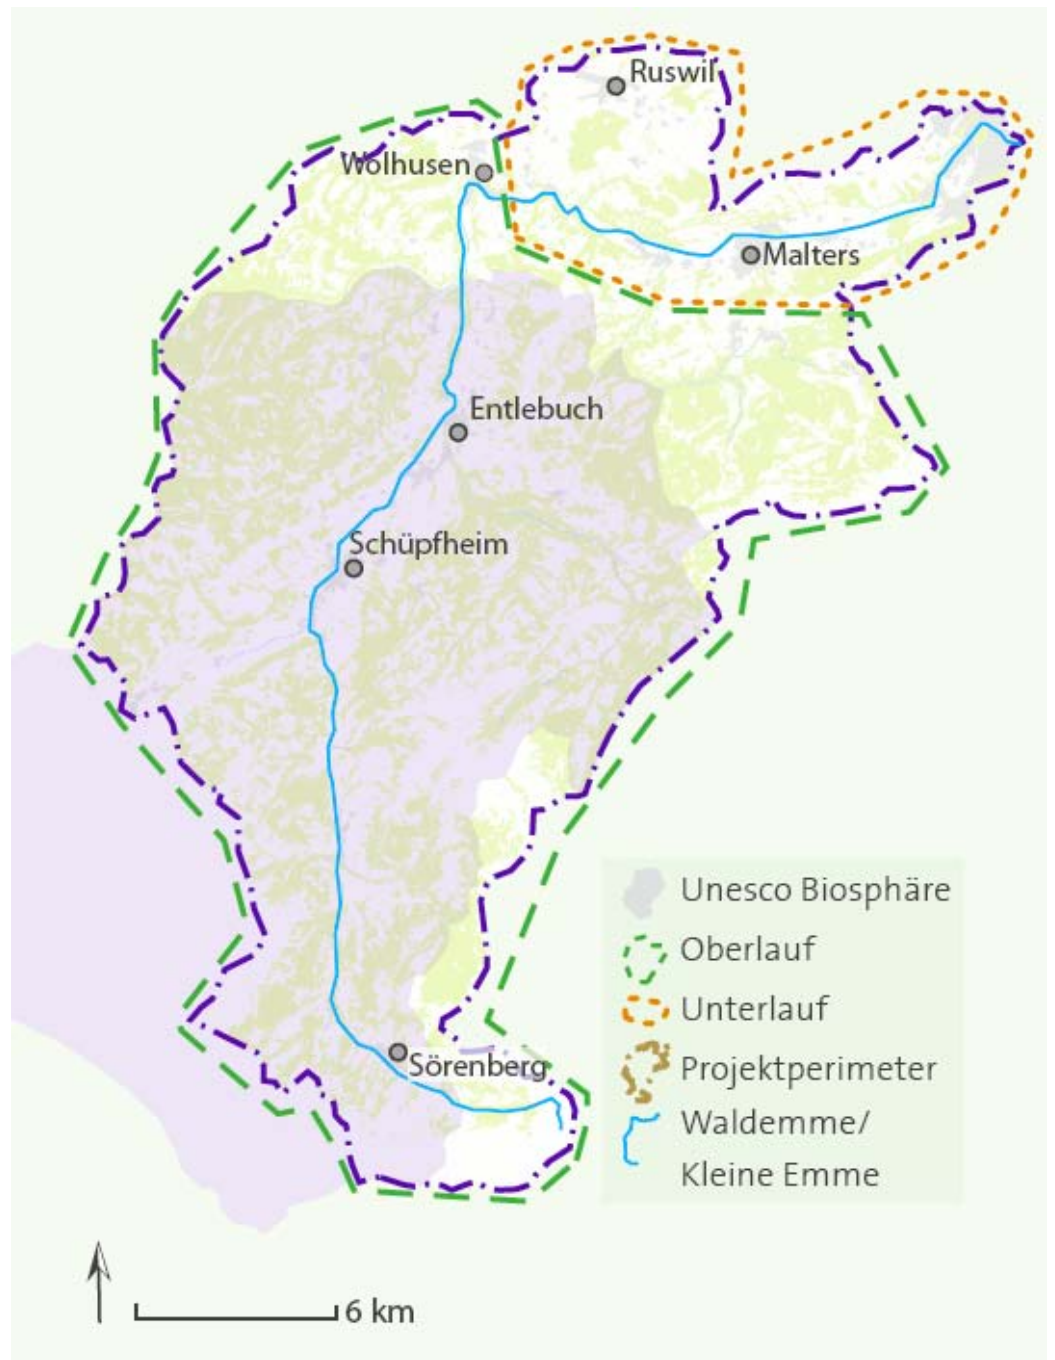 Ruswil
Wolhusen
Malters
Entlebuch
Schüpfheim
Sörenberg
Unesco Biosphäre
Oberlauf
Unterlauf
Projektperimeter
Waldemme/
Kleine Emme
6 km